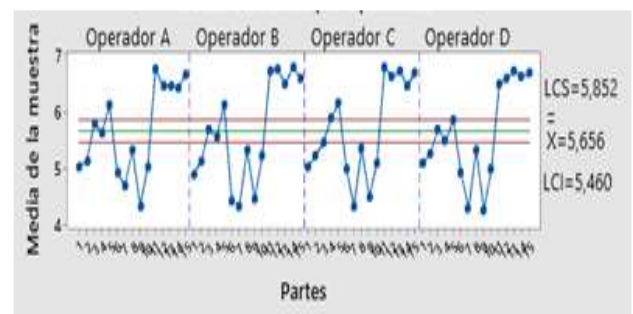 Operador A Operador B Operador C Operador D
Media de la muestra
7
6
5
4
LCS=5,852
=
X=5,656
LCI=5,460
Partes